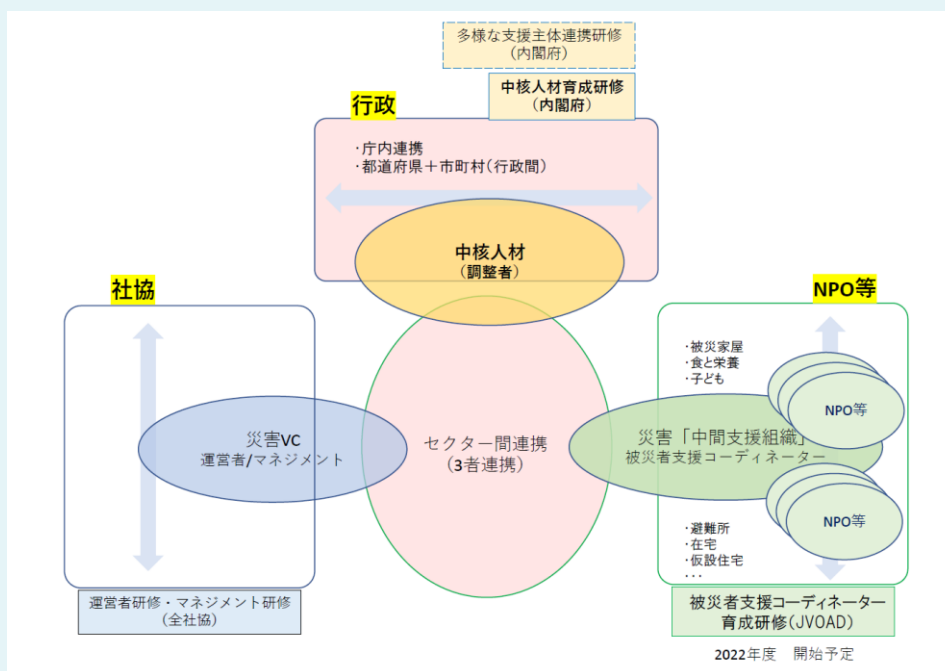 多様な支援主体連携研修
(内閣府)
中核人材育成研修
(内閣府)
行政
・庁内連携
・都道府県＋市町村(行政間)
中核人材
(調整者)
社協
災害VC
運営者/マネジメント
運営者研修・マネジメント研修
(全社協)
セクター間連携
(3者連携)
NPO等
・被災家屋
・食と栄養
・子ども
NPO等
災害「中間支援組織」
被災者支援コーディネーター
NPO等
・避難所
・在宅
・仮設住宅
・・・
被災者支援コーディネーター
育成研修(JVOAD)
2022年度　開始予定